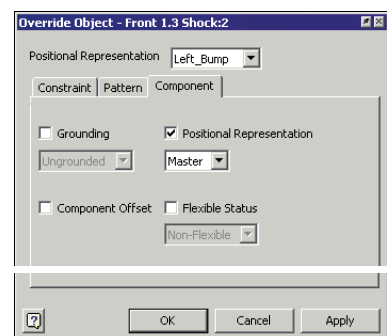 Override Object - Front 1.3 Shock:2
Positional Representation Left_Bump
Constraint Pattern Component
Grounding Positional Representation
Ungrounded Master
Component Offset Flexible Status
Non-Flexible
? OK Cancel Apply